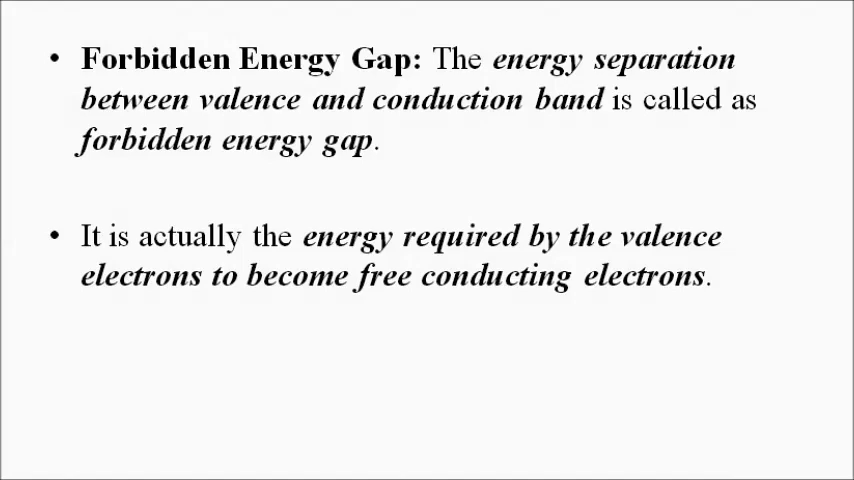 • Forbidden Energy Gap: The energy separation
between valence and conduction band is called as
forbidden energy gap.
• It is actually the energy required by the valence
electrons to become free conducting electrons.